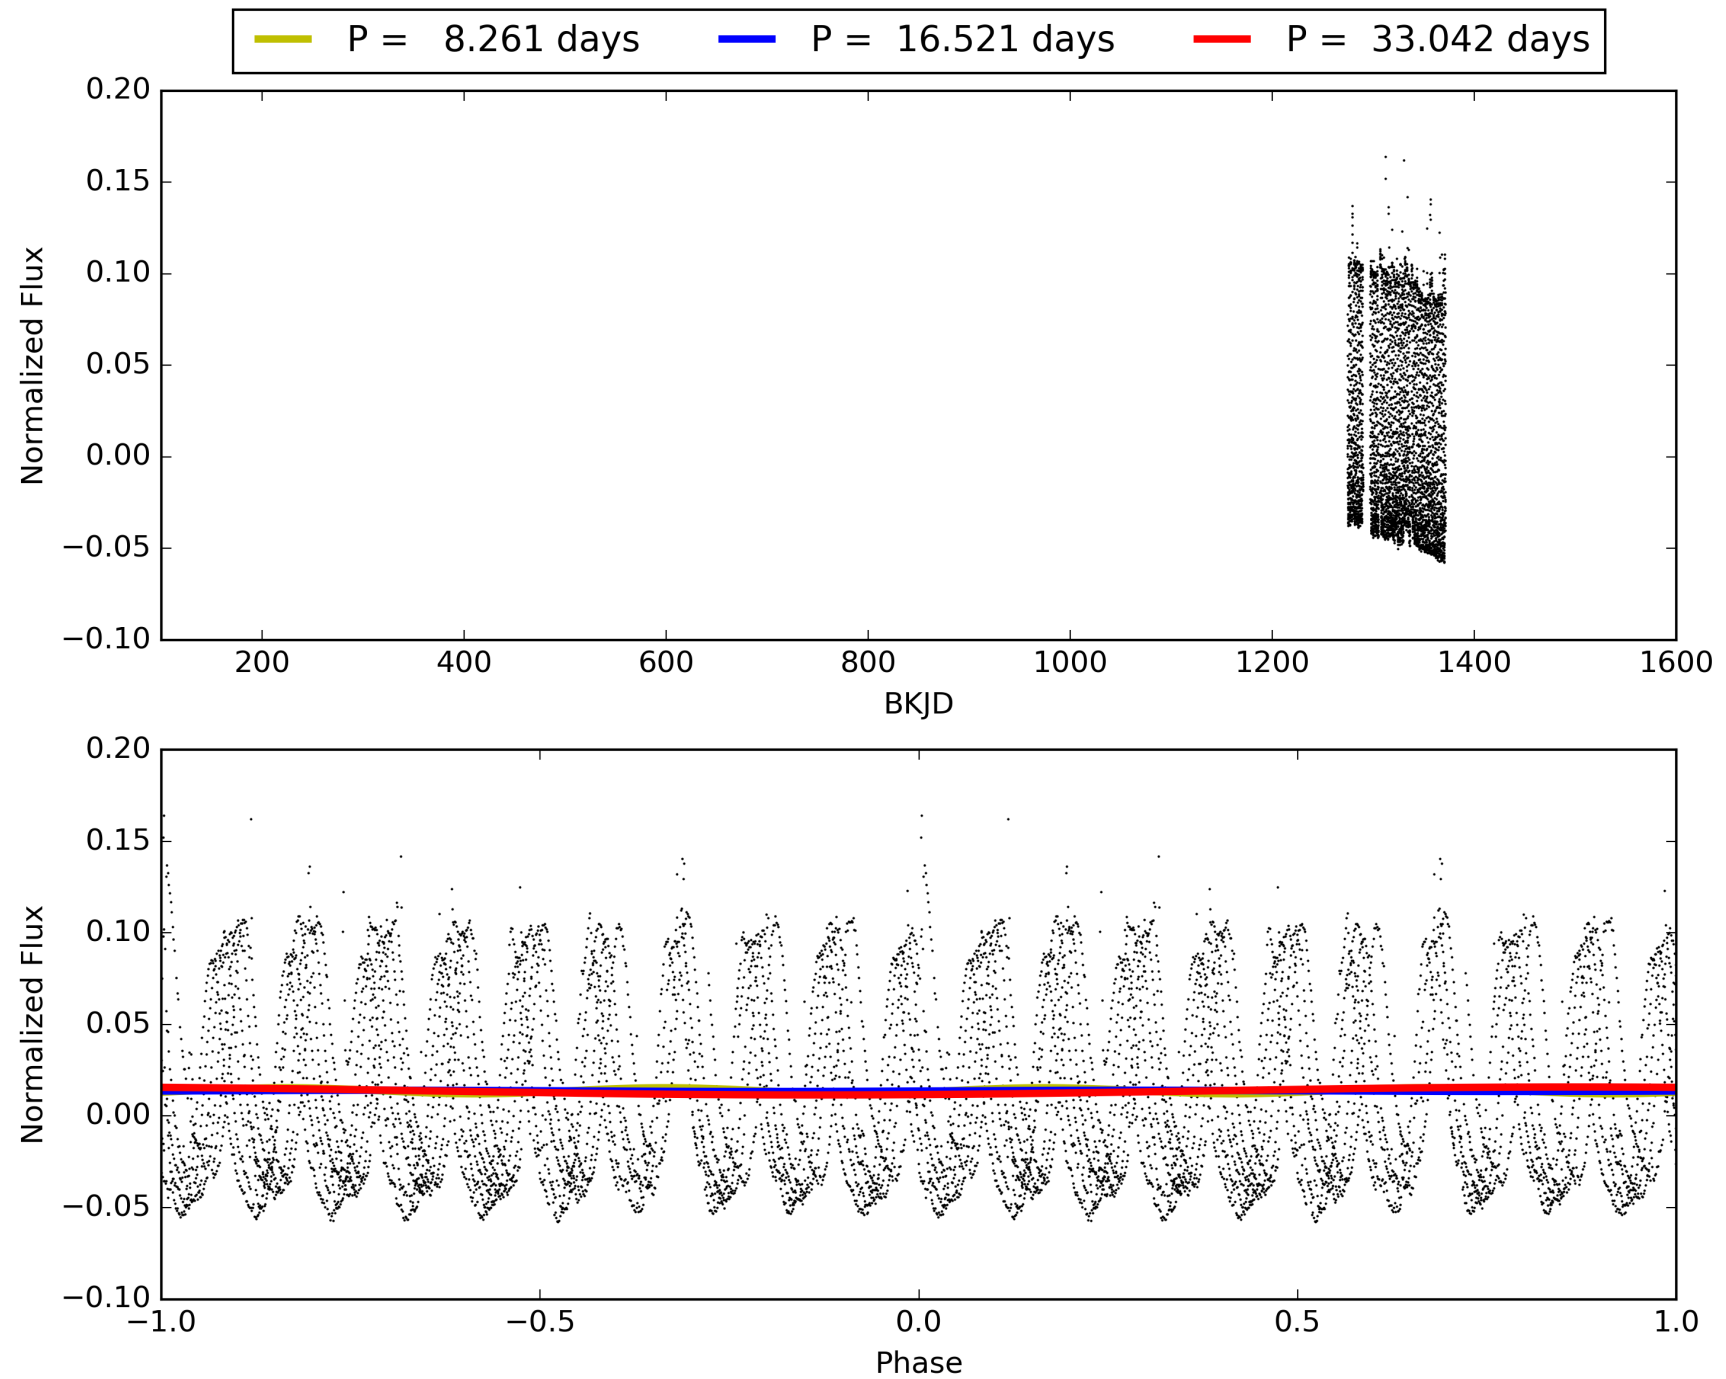 P = 8.261 days P = 16.521 days P = 33.042 days
0.20
0.15
0.10
0.05
0.00
−0.05
−0.10
Normalized Flux
200 400 600 800 1000 1200 1400 1600
BKJD
0.20
0.15
0.10
0.05
0.00
−0.05
−0.10
Normalized Flux
−1.0 −0.5 0.0 0.5 1.0
Phase